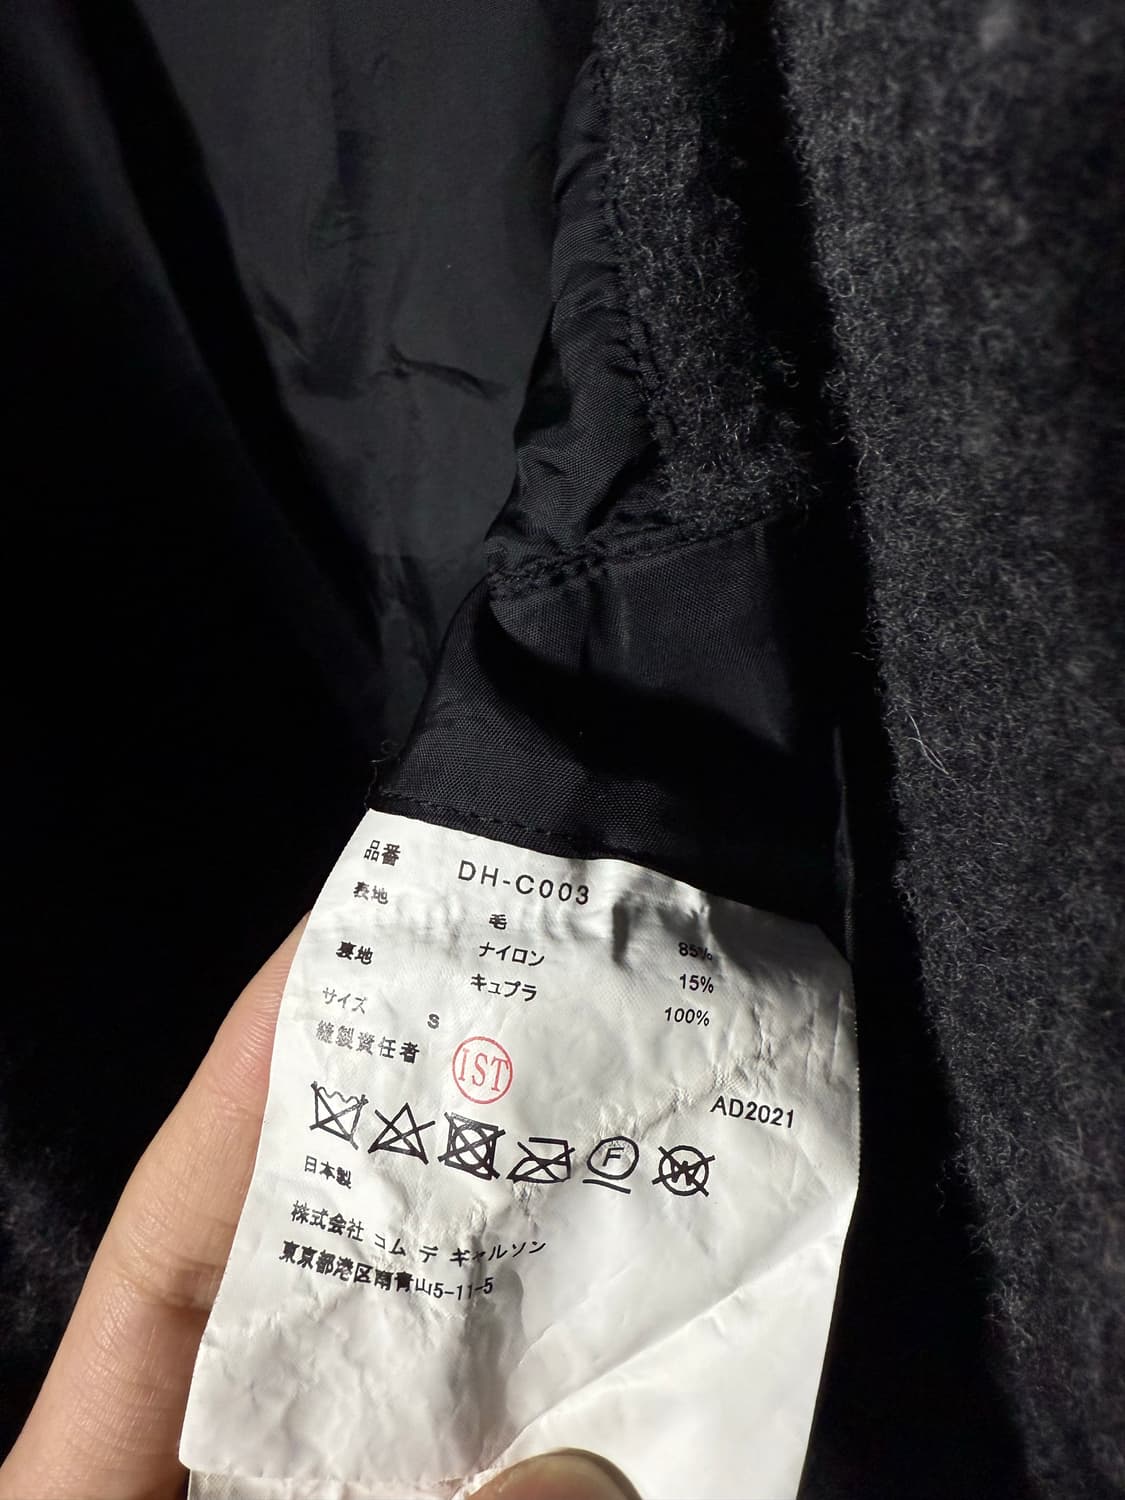 品番 DH-C003
表地 毛 85%
ナイロン 15%
裏地 キュプラ 100%
サイズ S
縫製資任者 IST
AD2021
F W
日本製
株式会社 コム デ ギャルソン
東京都港区南青山5-11-5